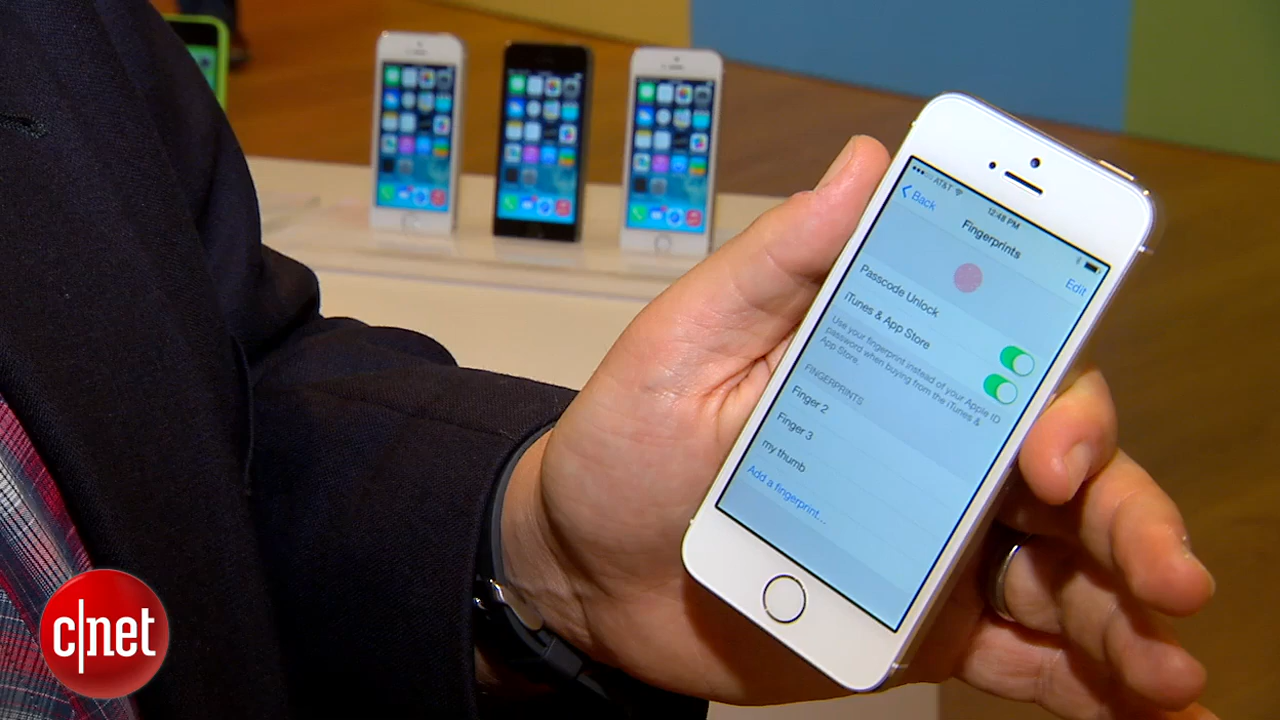 AT&T
12:48 PM
Back
Fingerprints
Edit
Passcode Unlock
iTunes & App Store
Use your fingerprint instead of your Apple ID
password when buying from the iTunes &
App Store.
FINGERPRINTS
Finger 2
Finger 3
my thumb
Add a fingerprint...
c|net